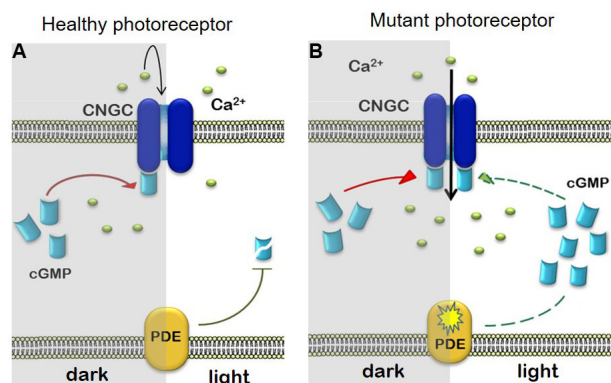 Healthy photoreceptor
A
CNGC
Ca²⁺
cGMP
PDE
dark
light
Mutant photoreceptor
B
Ca²⁺
CNGC
cGMP
PDE
dark
light